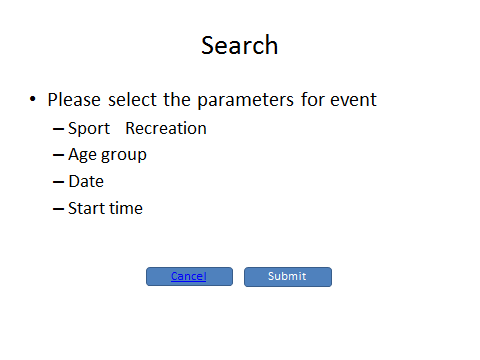 Search
• Please select the parameters for event
– Sport Recreation
– Age group
– Date
– Start time
Cancel Submit